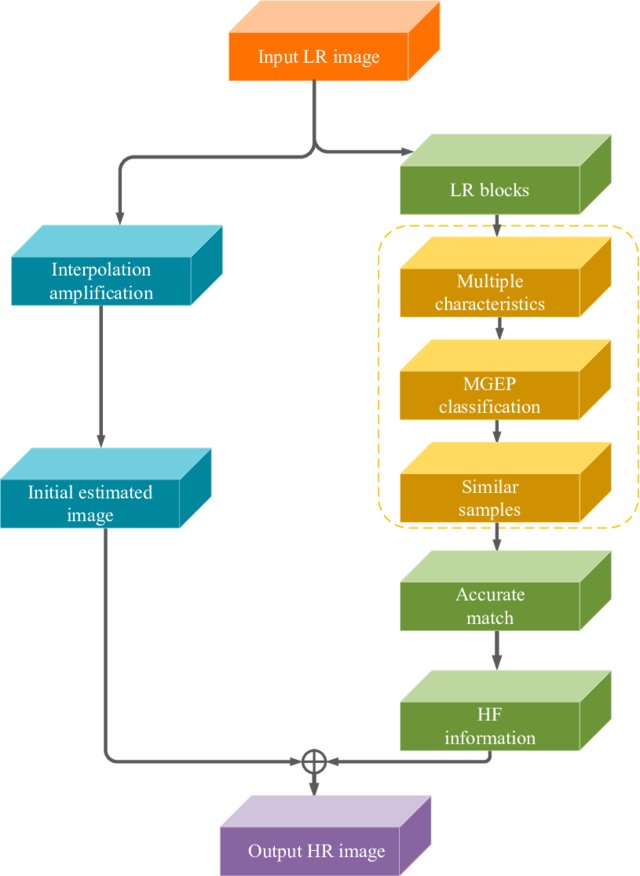 Input LR image
LR blocks
Interpolation
amplification
Multiple
characteristics
MGEP
classification
Initial estimated
image
Similar
samples
Accurate
match
HF
information
Output HR image